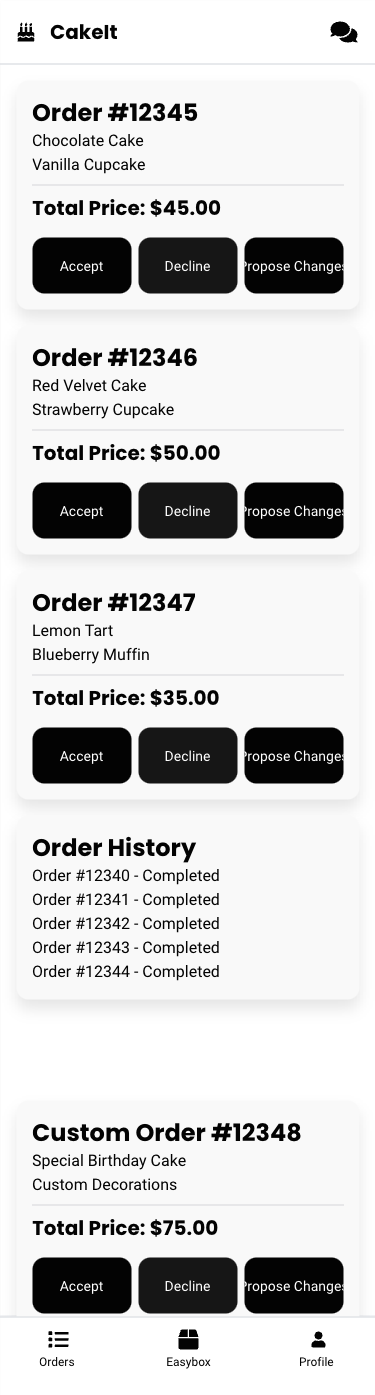 CakeIt
Order #12345
Chocolate Cake
Vanilla Cupcake
Total Price: $45.00
Accept
Decline
Propose Changes
Order #12346
Red Velvet Cake
Strawberry Cupcake
Total Price: $50.00
Accept
Decline
Propose Changes
Order #12347
Lemon Tart
Blueberry Muffin
Total Price: $35.00
Accept
Decline
Propose Changes
Order History
Order #12340 - Completed
Order #12341 - Completed
Order #12342 - Completed
Order #12343 - Completed
Order #12344 - Completed
Custom Order #12348
Special Birthday Cake
Custom Decorations
Total Price: $75.00
Accept
Decline
Propose Changes
Orders
Easybox
Profile